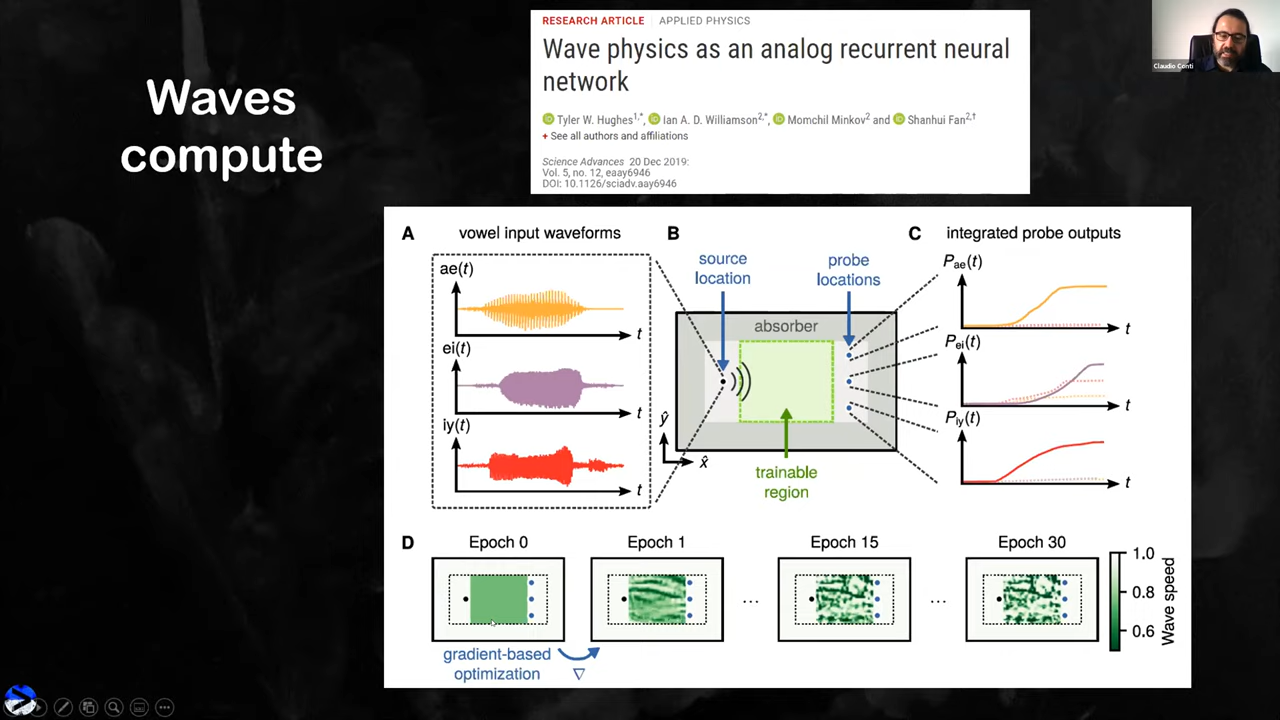 Waves
compute
RESEARCH ARTICLE | APPLIED PHYSICS
Wave physics as an analog recurrent neural
network
Tyler W. Hughes1,*, Ian A. D. Williamson2,*, Momchil Minkov2 and Shanhui Fan2,†
+ See all authors and affiliations
Science Advances 20 Dec 2019:
Vol. 5, no. 12, eaay6946
DOI: 10.1126/sciadv.aay6946
Claudio Conti
A vowel input waveforms
ae(t)
t
ei(t)
t
iy(t)
t
B
source
location
probe
locations
absorber
ŷ
x̂
trainable
region
C integrated probe outputs
Pae(t)
t
Pei(t)
t
Piy(t)
t
D Epoch 0 Epoch 1 Epoch 15 Epoch 30
... ...
gradient-based
optimization ∇
1.0
0.8
0.6
Wave speed